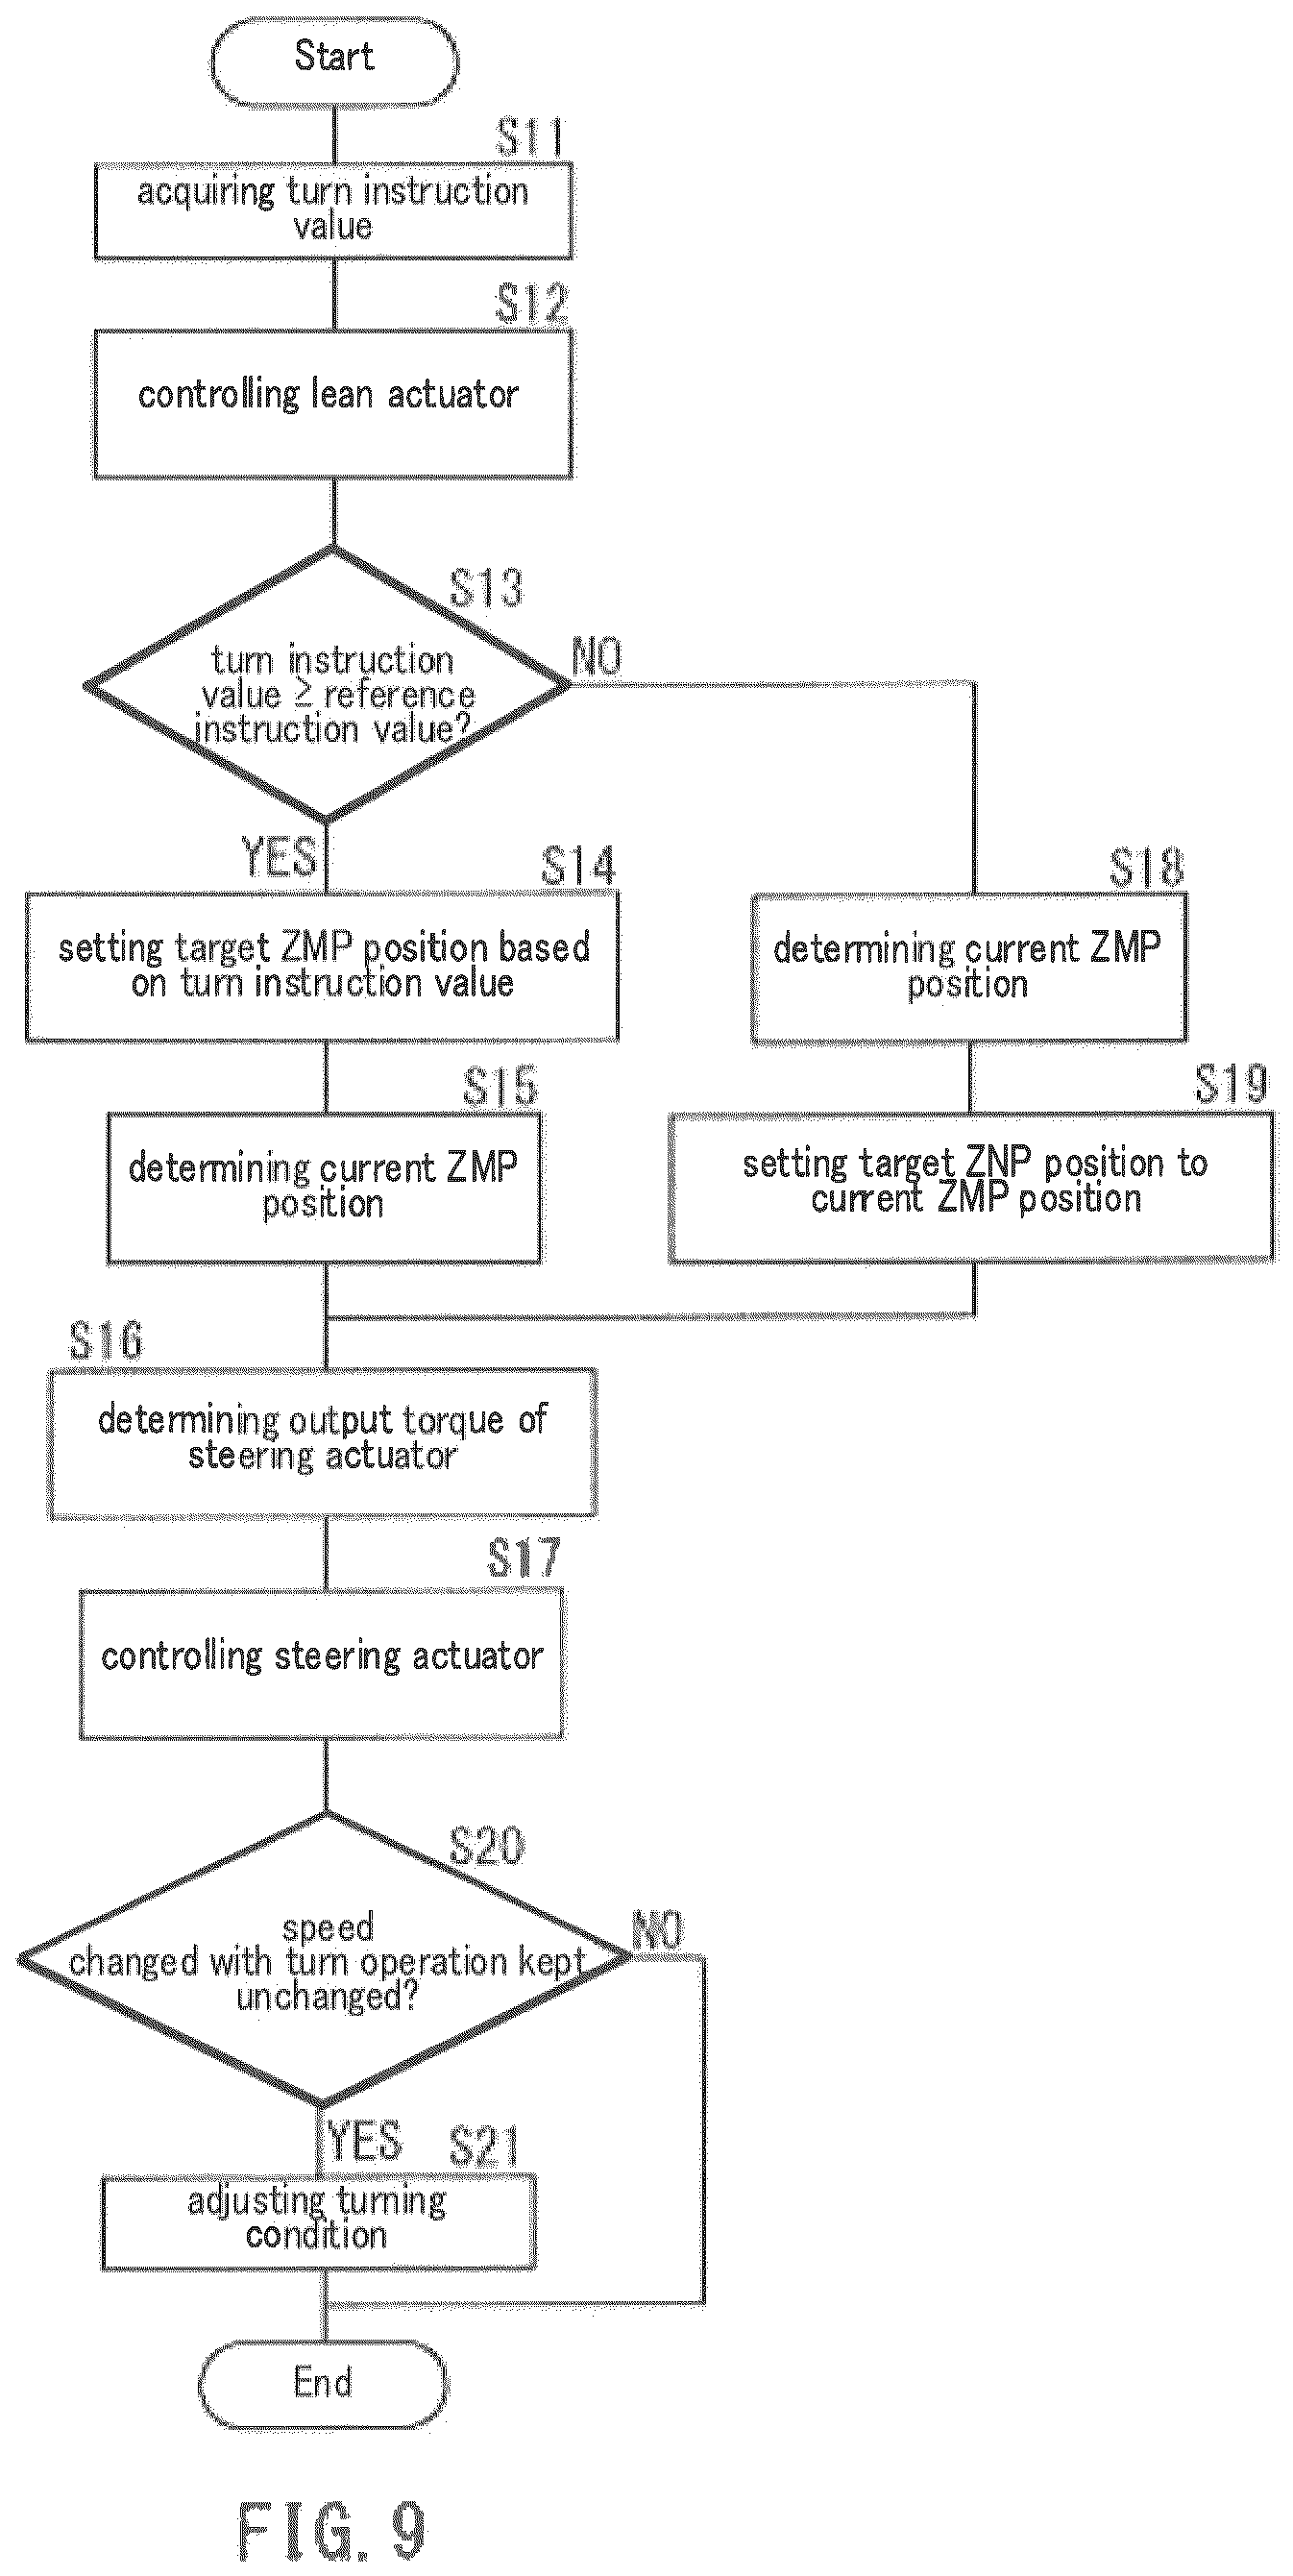 Start
S11
acquiring turn instruction
value
S12
controlling lean actuator
S13
turn instruction
value ≥ reference
instruction value?
NO
YES
S14
setting target ZMP position based
on turn instruction value
S15
determining current ZMP
position
S18
determining current ZMP
position
S19
setting target ZNP position to
current ZMP position
S16
determining output torque of
steering actuator
S17
controlling steering actuator
S20
speed
changed with turn operation kept
unchanged?
NO
YES
S21
adjusting turning
condition
End
FIG. 9